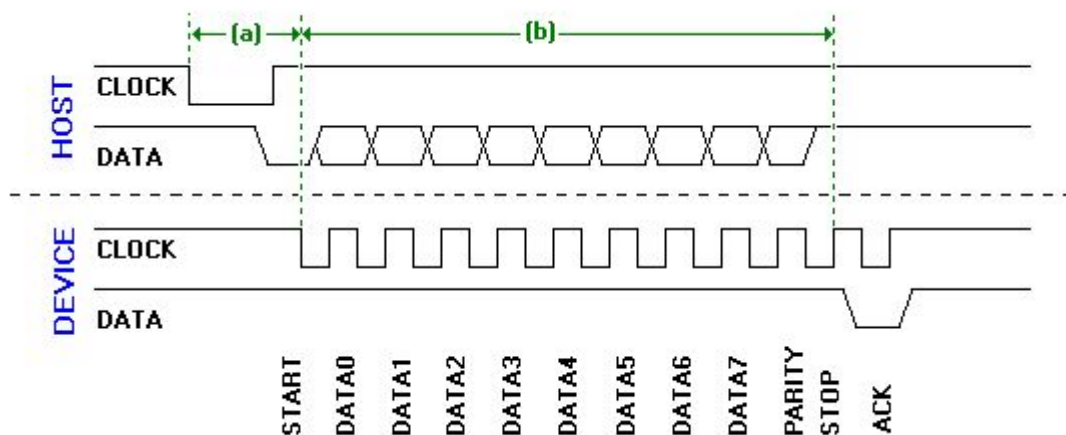 (a)
(b)
HOST
CLOCK
DATA
DEVICE
CLOCK
DATA
START
DATA0
DATA1
DATA2
DATA3
DATA4
DATA5
DATA6
DATA7
PARITY
STOP
ACK